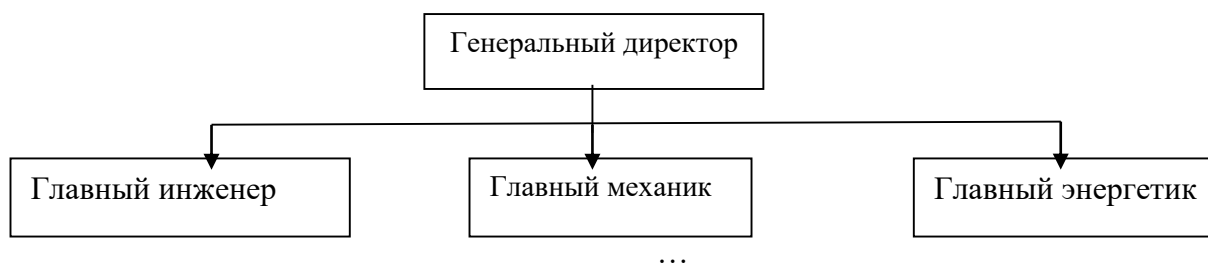 Генеральный директор
Главный инженер
Главный механик
Главный энергетик
…